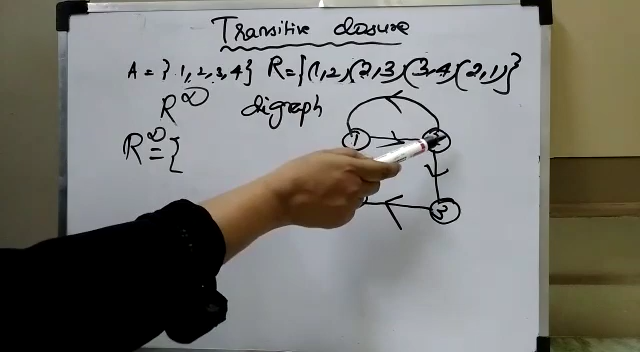 Transitive closure
A = { 1, 2, 3, 4 } R = {(1,2)(2,3)(3,4)(2,1)}
R∞ digraph
R∞ = {
1
3